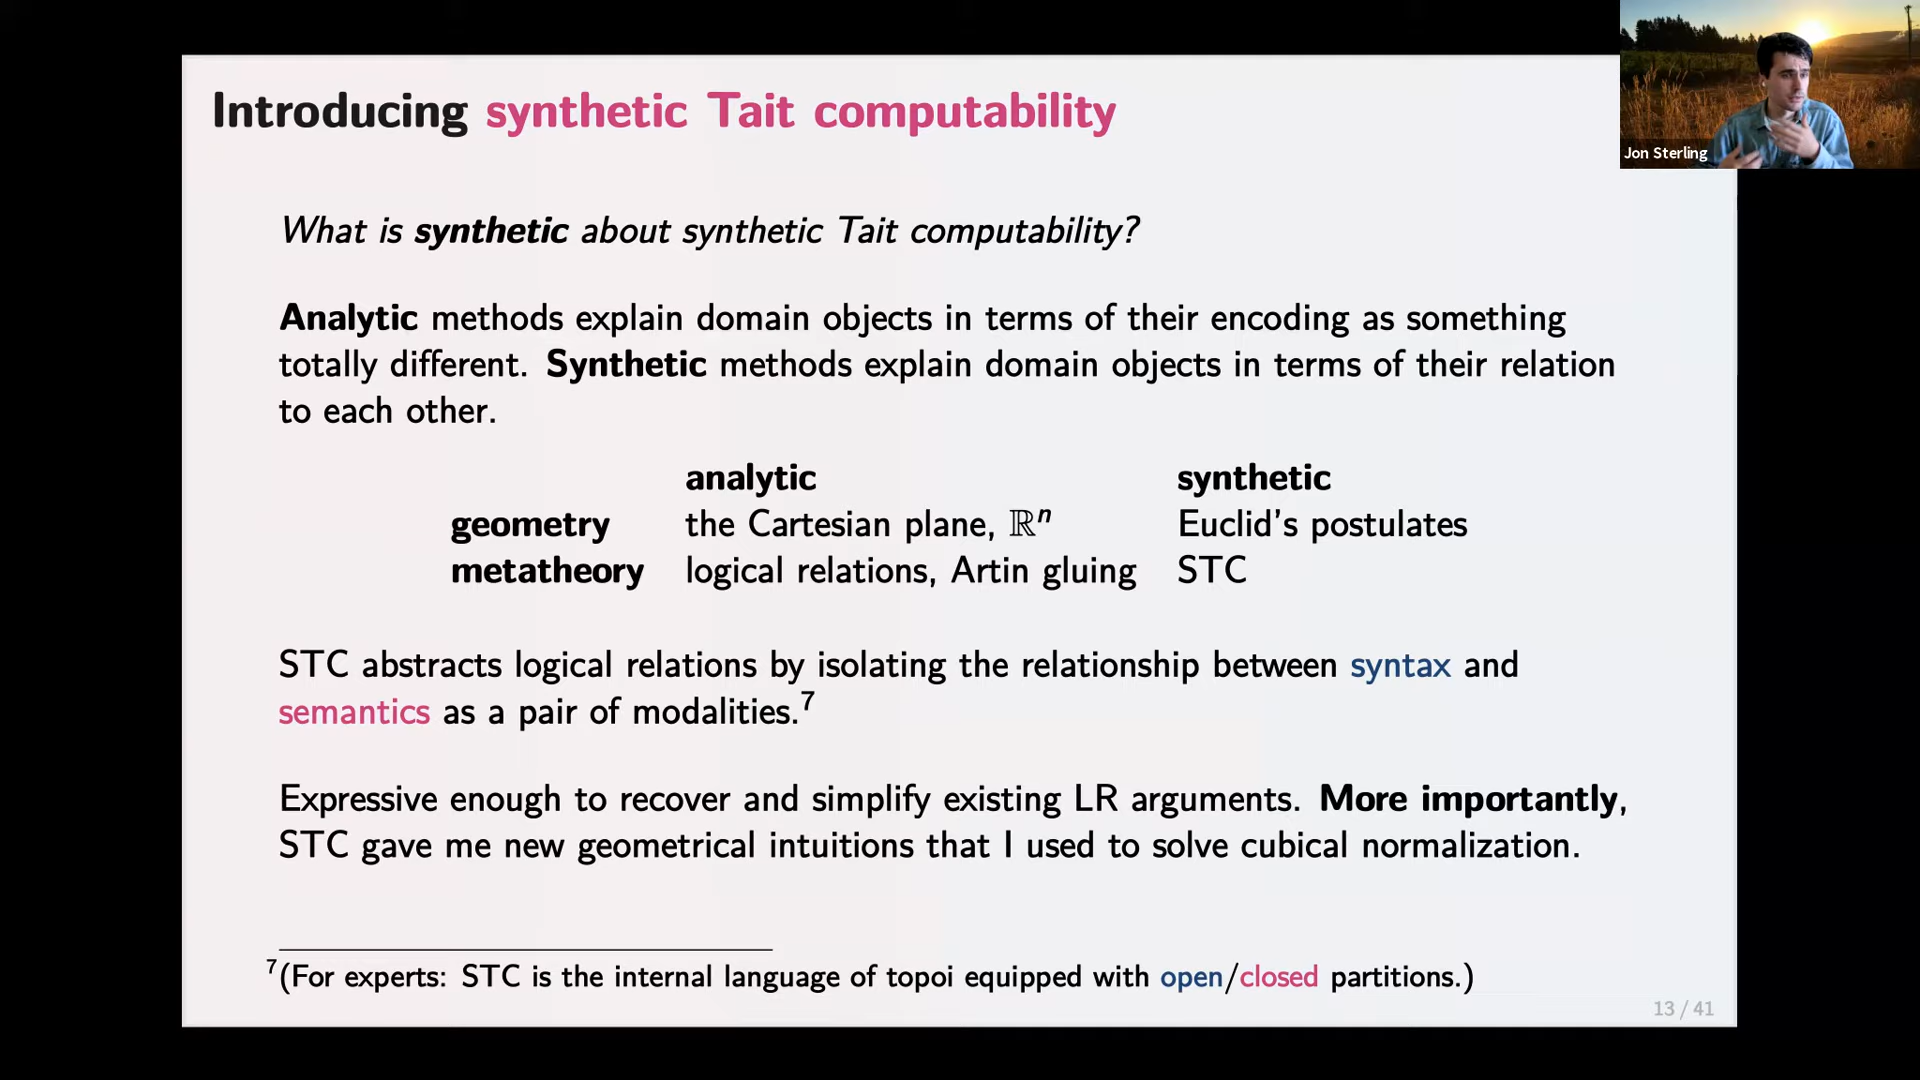 Introducing synthetic Tait computability
Jon Sterling
What is synthetic about synthetic Tait computability?
Analytic methods explain domain objects in terms of their encoding as something
totally different. Synthetic methods explain domain objects in terms of their relation
to each other.
analytic synthetic
geometry the Cartesian plane, ℝⁿ Euclid's postulates
metatheory logical relations, Artin gluing STC
STC abstracts logical relations by isolating the relationship between syntax and
semantics as a pair of modalities.⁷
Expressive enough to recover and simplify existing LR arguments. More importantly,
STC gave me new geometrical intuitions that I used to solve cubical normalization.
⁷(For experts: STC is the internal language of topoi equipped with open/closed partitions.)
13 / 41